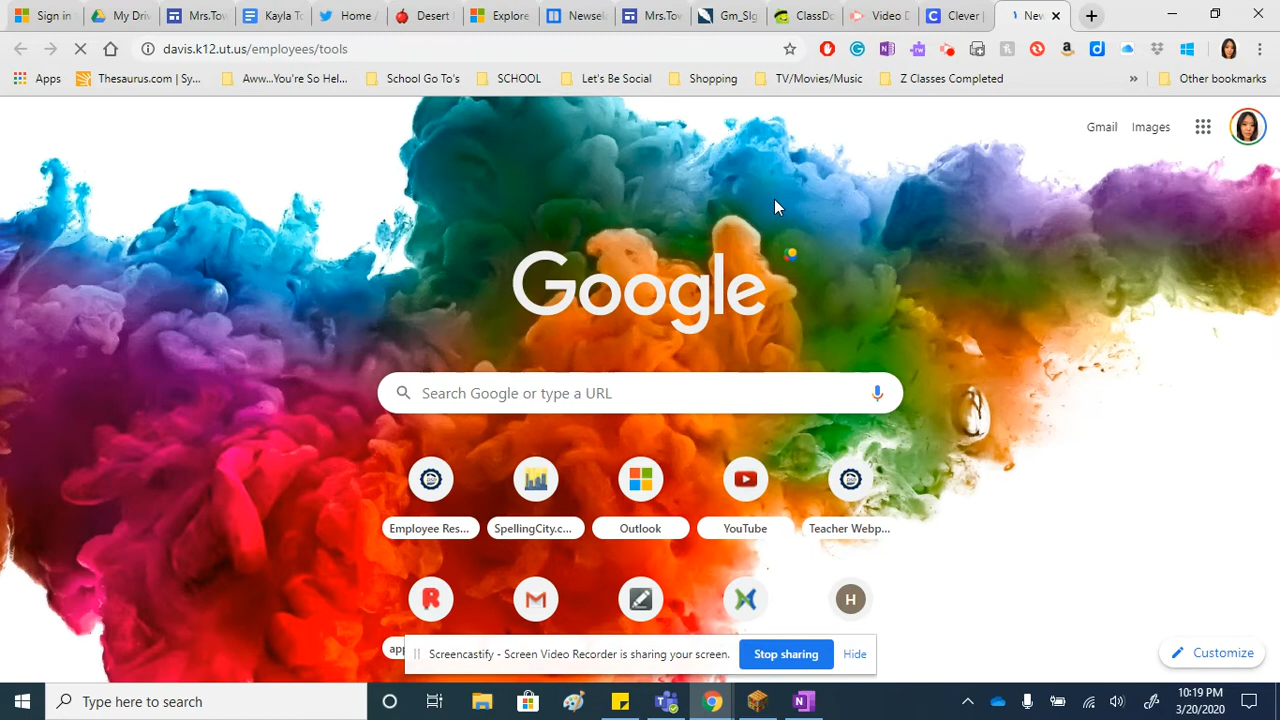 Sign in
My Driv
Mrs.Tow
Kayla To
Home /
Desert I
Explore
Newsel
Mrs.Tov
Gm_Sig
ClassDo
Video D
Clever |
New
davis.k12.ut.us/employees/tools
Apps
Thesaurus.com | Sy...
Aww...You're So Hel...
School Go To's
SCHOOL
Let's Be Social
Shopping
TV/Movies/Music
Z Classes Completed
»
Other bookmarks
Gmail
Images
Google
Search Google or type a URL
Employee Res...
SpellingCity.c...
Outlook
YouTube
Teacher Webp...
H
app
Screencastify - Screen Video Recorder is sharing your screen.
Stop sharing
Hide
Customize
Type here to search
10:19 PM
3/20/2020